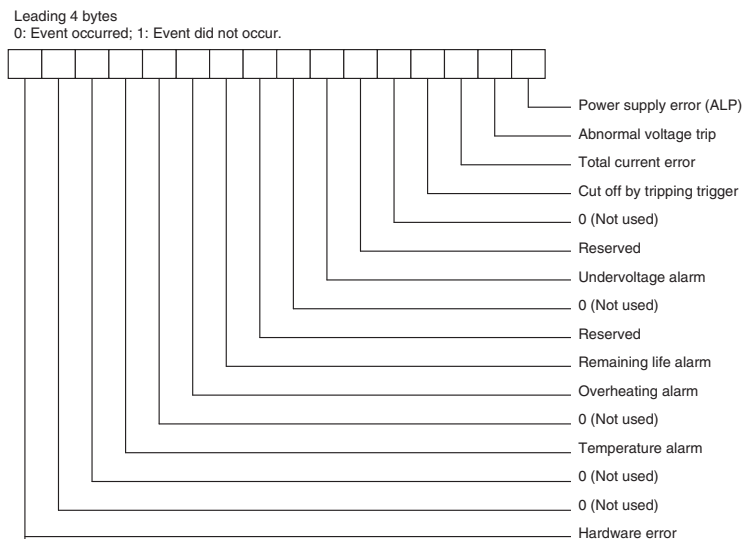 Leading 4 bytes
0: Event occurred; 1: Event did not occur.
Power supply error (ALP)
Abnormal voltage trip
Total current error
Cut off by tripping trigger
0 (Not used)
Reserved
Undervoltage alarm
0 (Not used)
Reserved
Remaining life alarm
Overheating alarm
0 (Not used)
Temperature alarm
0 (Not used)
0 (Not used)
Hardware error